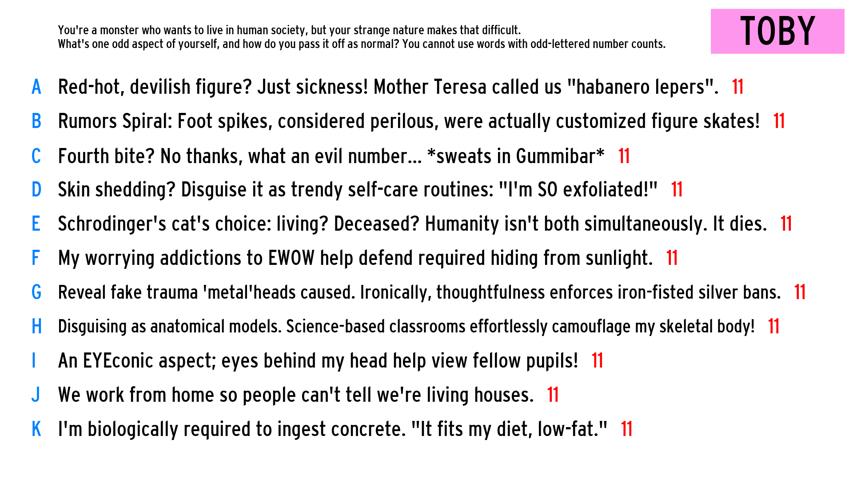 You're a monster who wants to live in human society, but your strange nature makes that difficult.
What's one odd aspect of yourself, and how do you pass it off as normal? You cannot use words with odd-lettered number counts.
TOBY
A Red-hot, devilish figure? Just sickness! Mother Teresa called us "habanero lepers". 11
B Rumors Spiral: Foot spikes, considered perilous, were actually customized figure skates! 11
C Fourth bite? No thanks, what an evil number... *sweats in Gummibar* 11
D Skin shedding? Disguise it as trendy self-care routines: "I'm SO exfoliated!" 11
E Schrodinger's cat's choice: living? Deceased? Humanity isn't both simultaneously. It dies. 11
F My worrying addictions to EWOW help defend required hiding from sunlight. 11
G Reveal fake trauma 'metal'heads caused. Ironically, thoughtfulness enforces iron-fisted silver bans. 11
H Disguising as anatomical models. Science-based classrooms effortlessly camouflage my skeletal body! 11
I An EYEconic aspect; eyes behind my head help view fellow pupils! 11
J We work from home so people can't tell we're living houses. 11
K I'm biologically required to ingest concrete. "It fits my diet, low-fat." 11